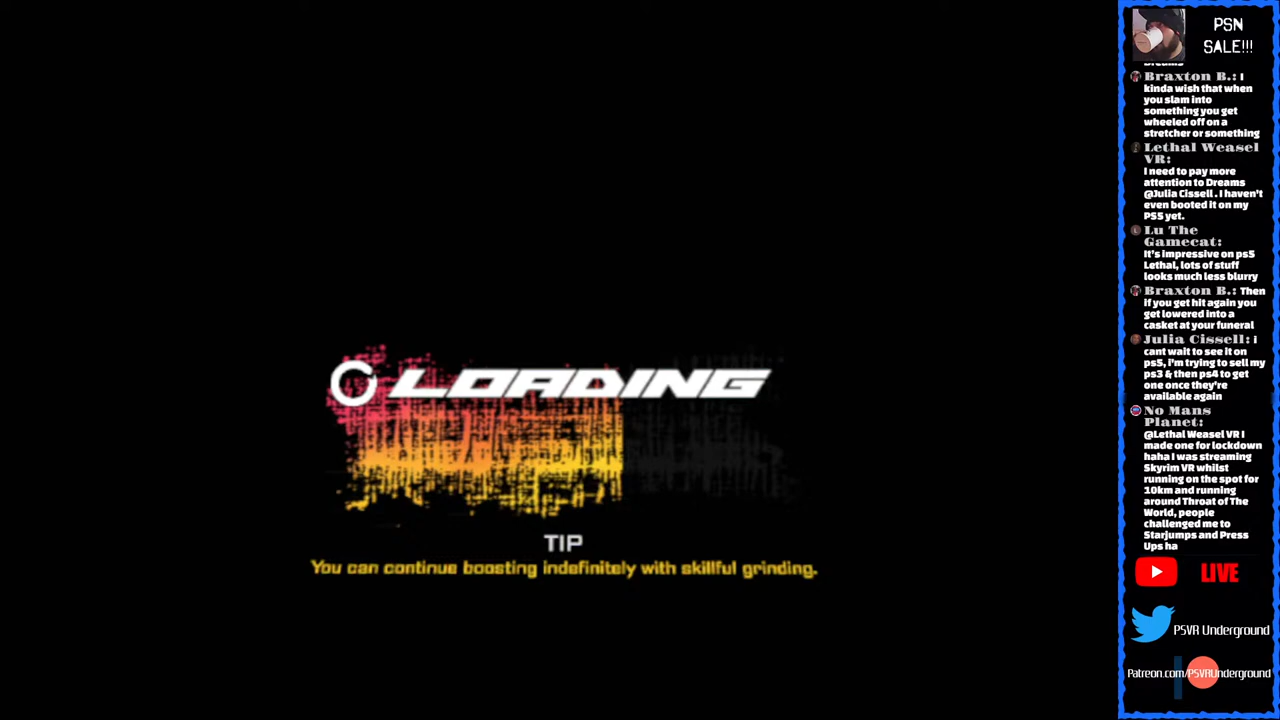 PSN
SALE!!!
Dreams
Braxton B.: I
kinda wish that when
you slam into
something you get
wheeled off on a
stretcher or something
Lethal Weasel
VR:
I need to pay more
attention to Dreams
@Julia Cissell . I haven't
even booted it on my
PS5 yet.
Lu The
Gamecat:
It's impressive on ps5
Lethal, lots of stuff
looks much less blurry
Braxton B.: Then
if you get hit again you
get lowered into a
casket at your funeral
Julia Cissell: i
cant wait to see it on
ps5, I'm trying to sell my
ps3 & then ps4 to get
one once they're
available again
No Mans
Planet:
@Lethal Weasel VR I
made one for lockdown
haha I was streaming
Skyrim VR whilst
running on the spot for
10km and running
around Throat of The
World, people
challenged me to
Starjumps and Press
Ups ha
LOADING
TIP
You can continue boosting indefinitely with skillful grinding.
LIVE
PSVR Underground
Patreon.com/PSVRUnderground